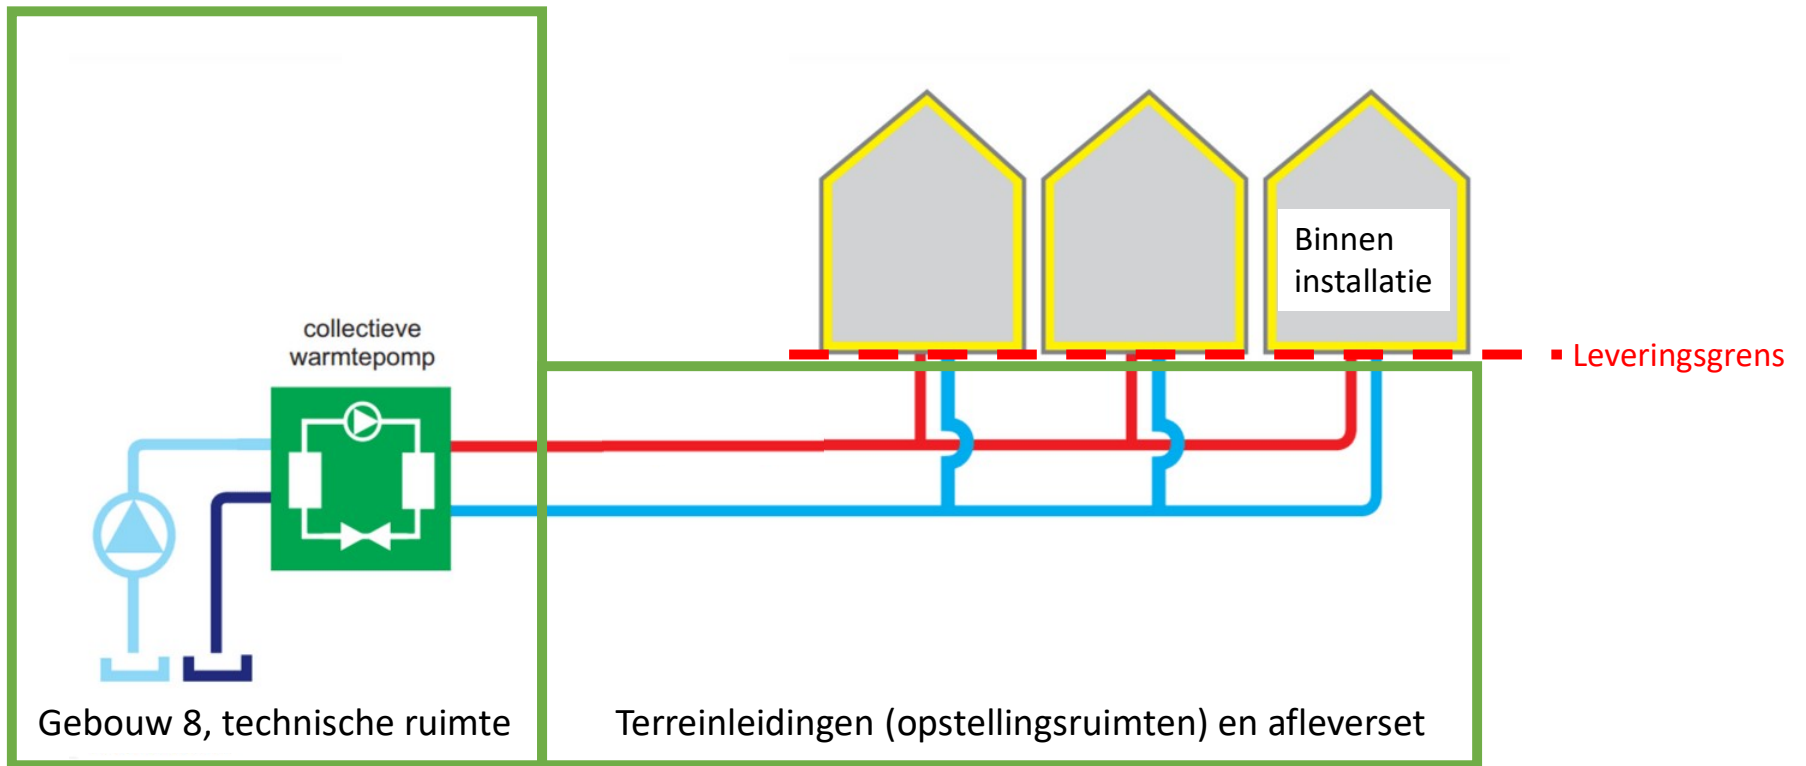 Binnen
installatie
collectieve
warmtepomp
Leveringsgrens
Gebouw 8, technische ruimte
Terreinleidingen (opstellingsruimten) en afleverset